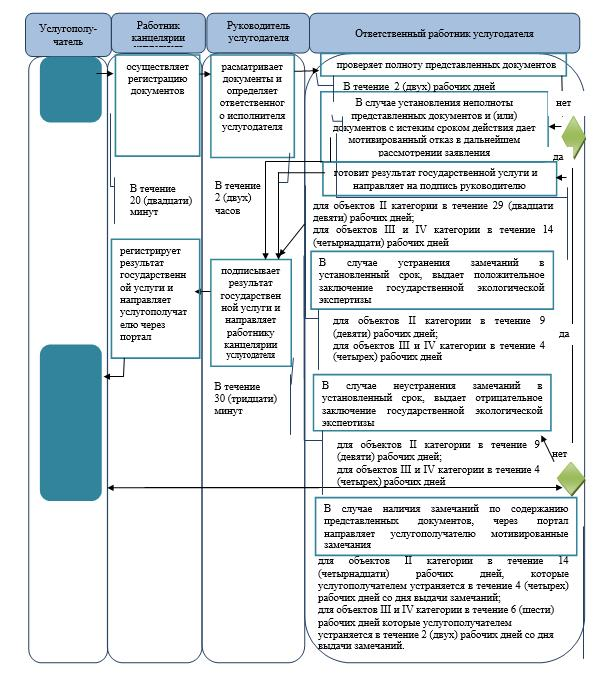 Услугополу-
чатель
Работник
канцелярии
Руководитель
услугодателя
Ответственный работник услугодателя
осуществляет
регистрацию
документов
В течение
20 (двадцати)
минут
расматривает
документы и
определяет
ответственног
о исполнителя
услугодателя
В течение
2 (двух)
часов
проверяет полноту представленных документов
В течение 2 (двух) рабочих дней
нет
В случае установления неполноты
представленных документов и (или)
документов с истеким сроком действия дает
мотивированный отказ в дальнейшем
рассмотрении заявления
да
готовит результат государственной услуги и
направляет на подпись руководителю
для объектов II категории в течение 29 (двадцати
девяти) рабочих дней;
для объектов III и IV категории в течение 14
(четырнадцати) рабочих дней
регистрирует
результат
государственн
ой услуги и
направляет
услугополучат
елю через
портал
подписывает
результат
государствен
ной услуги и
направляет
работнику
канцелярии
услугодателя
В течение
30 (тридцати)
минут
В случае устранения замечаний в
установленный срок, выдает положительное
заключение государственной экологической
экспертизы
для объектов II категории в течение 9
(девяти) рабочих дней;
для объектов III и IV категории в течение 4
(четырех) рабочих дней
да
В случае неустранения замечаний в
установленный срок, выдает отрицательное
заключение государственной экологической
экспертизы
для объектов II категории в течение 9
(девяти) рабочих дней;
для объектов III и IV категории в течение 4
(четырех) рабочих дней
нет
В случае наличия замечаний по содержанию
представленных документов, через портал
направляет услугополучателю мотивированные
замечания
для объектов II категории в течение 14
(четырнадцати) рабочих дней, которые
услугополучателем устраняется в течение 4 (четырех)
рабочих дней со дня выдачи замечаний;
для объектов III и IV категории в течение 6 (шести)
рабочих дней которые услугополучателем
устраняется в течение 2 (двух) рабочих дней со дня
выдачи замечаний.